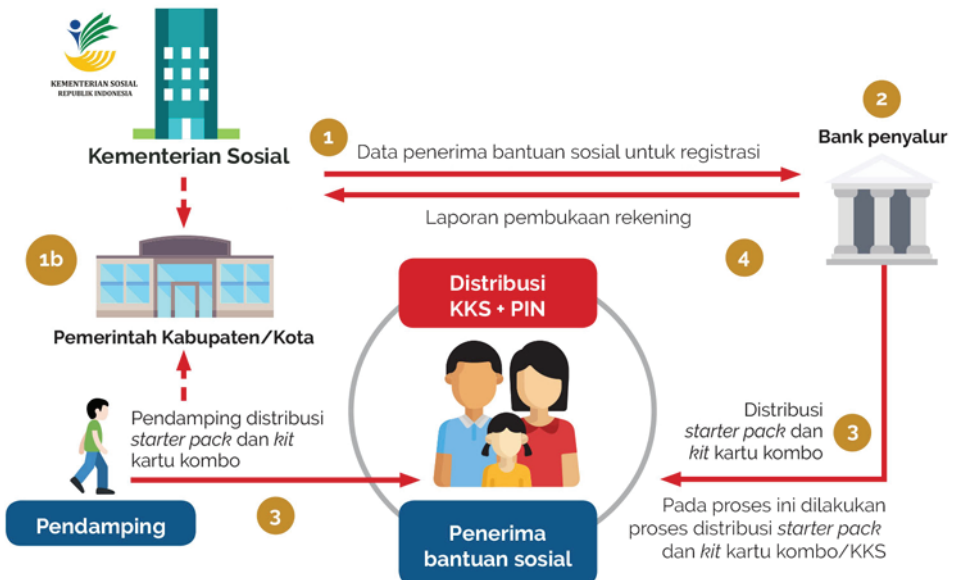 KEMENTERIAN SOSIAL
REPUBLIK INDONESIA
Kementerian Sosial
1
Data penerima bantuan sosial untuk registrasi
Laporan pembukaan rekening
2
Bank penyalur
1b
Pemerintah Kabupaten/Kota
4
Distribusi
KKS + PIN
Pendamping distribusi
starter pack dan kit
kartu kombo
3
Pendamping
Penerima
bantuan sosial
Distribusi
starter pack dan
kit kartu kombo
3
Pada proses ini dilakukan
proses distribusi starter pack
dan kit kartu kombo/KKS